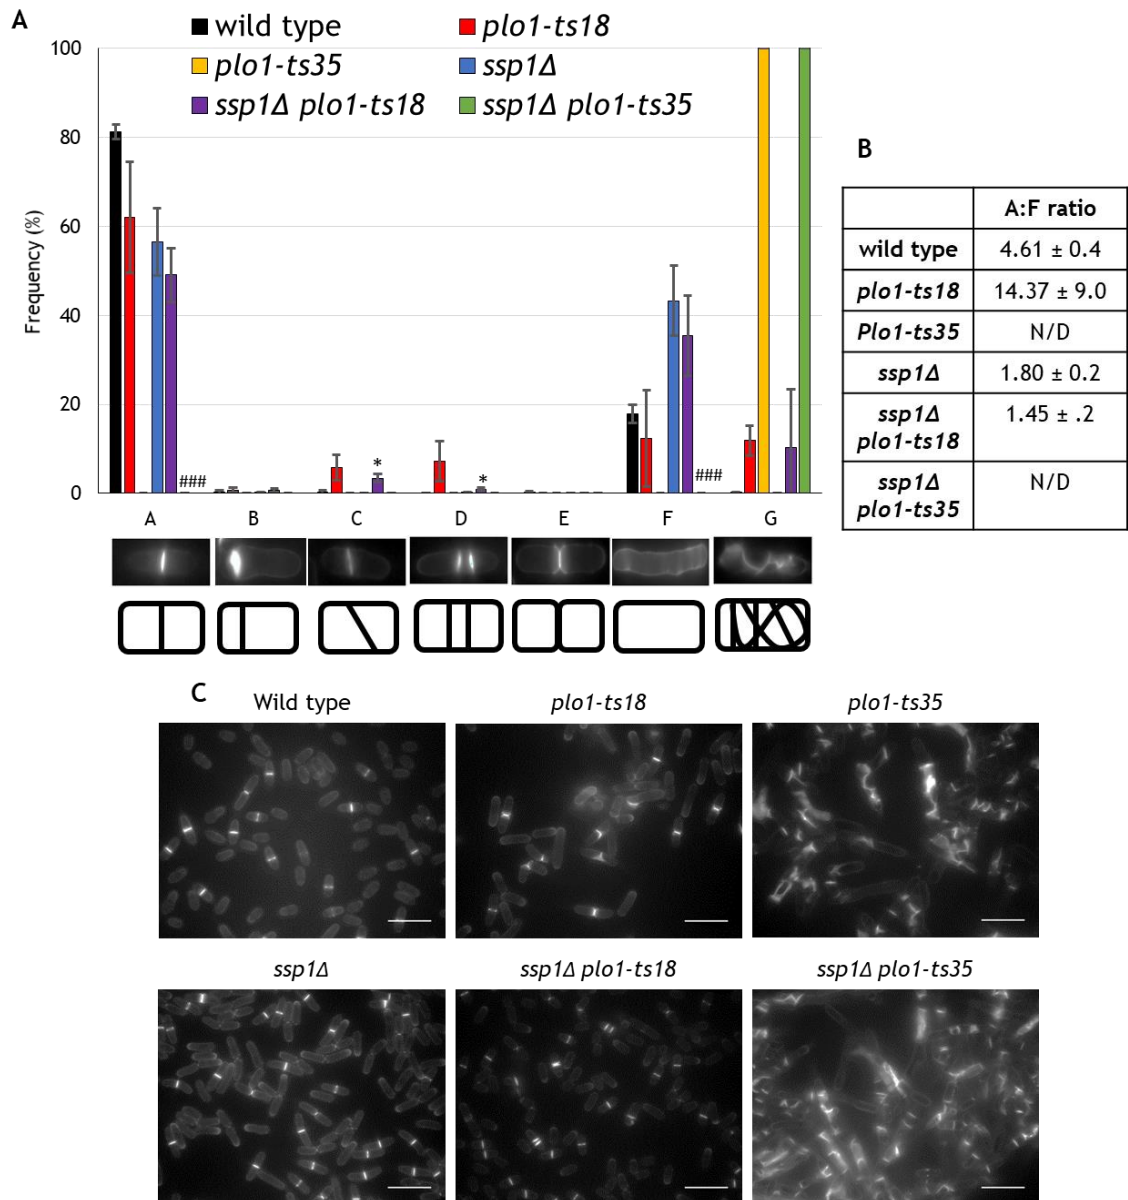 A
wild type
plo1-ts18
plo1-ts35
ssp1Δ
ssp1Δ plo1-ts18
ssp1Δ plo1-ts35
100
80
60
40
20
0
Frequency (%)
###
*
*
###
A B C D E F G
B
A:F ratio
wild type 4.61 ± 0.4
plo1-ts18 14.37 ± 9.0
Plo1-ts35 N/D
ssp1Δ 1.80 ± 0.2
ssp1Δ 1.45 ± .2
plo1-ts18
ssp1Δ N/D
plo1-ts35
C
Wild type
plo1-ts18
plo1-ts35
ssp1Δ
ssp1Δ plo1-ts18
ssp1Δ plo1-ts35